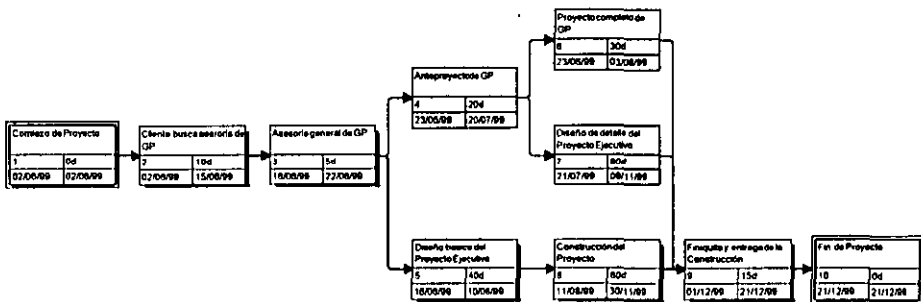 Proyecto completo de
GP
6 30d
23/06/99 03/08/99
Anteproyecto de GP
4 20d
23/06/99 20/07/99
Comienzo de Proyecto
1 0d
02/06/99 02/06/99
Cliente busca asesoría de
GP
2 10d
02/06/99 15/06/99
Asesoría general de GP
3 5d
16/06/99 22/06/99
Diseño de detalle del
Proyecto Ejecutivo
7 80d
21/07/99 09/11/99
Diseño basico del
Proyecto Ejecutivo
5 40d
16/06/99 10/08/99
Construcción del
Proyecto
8 80d
11/08/99 30/11/99
Finiquito y entrega de la
Construcción
9 15d
01/12/99 21/12/99
Fin de Proyecto
10 0d
21/12/99 21/12/99